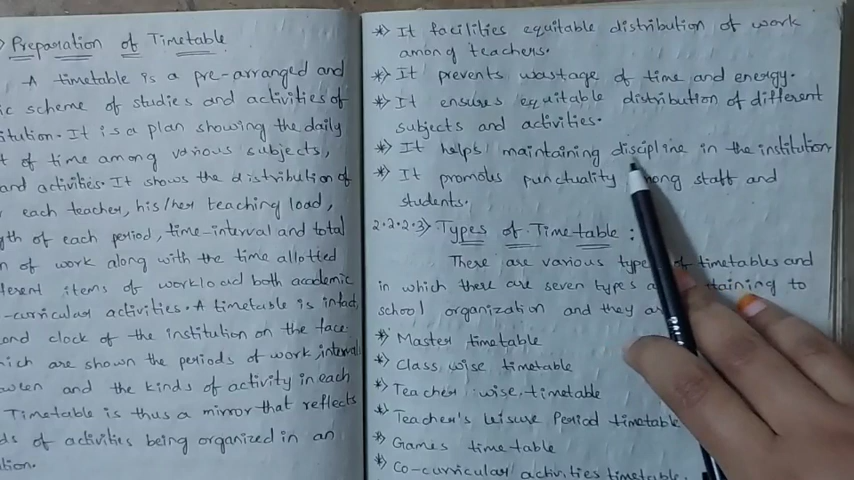 Preparation of Timetable
A timetable is a pre-arranged and
scheme of studies and activities of
It is a plan showing the daily
of time among various subjects,
and activities. It shows the distribution of
each teacher, his/her teaching load,
of each period, time-interval and total
of work along with the time allotted
items of workload both academic
-curricular activities. A timetable is infact,
clock of the institution on the face
are shown the periods of work, interval
and the kinds of activity in each
Timetable is thus a mirror that reflects
of activities being organized in an
* It facilities equitable distribution of work
among teachers.
* It prevents wastage of time and energy.
* It ensures equitable distribution of different
subjects and activities.
* It helps maintaining discipline in the institution
* It promotes punctuality staff and
students.
2.2.2.3) Types of Timetable :
There are various of timetables and
in which there are seven types to
school organization and they
* Master timetable
* Class wise timetable
* Teacher wise timetable
* Teacher's leisure Period timetable
* Games timetable
* Co-curricular activities timetable.